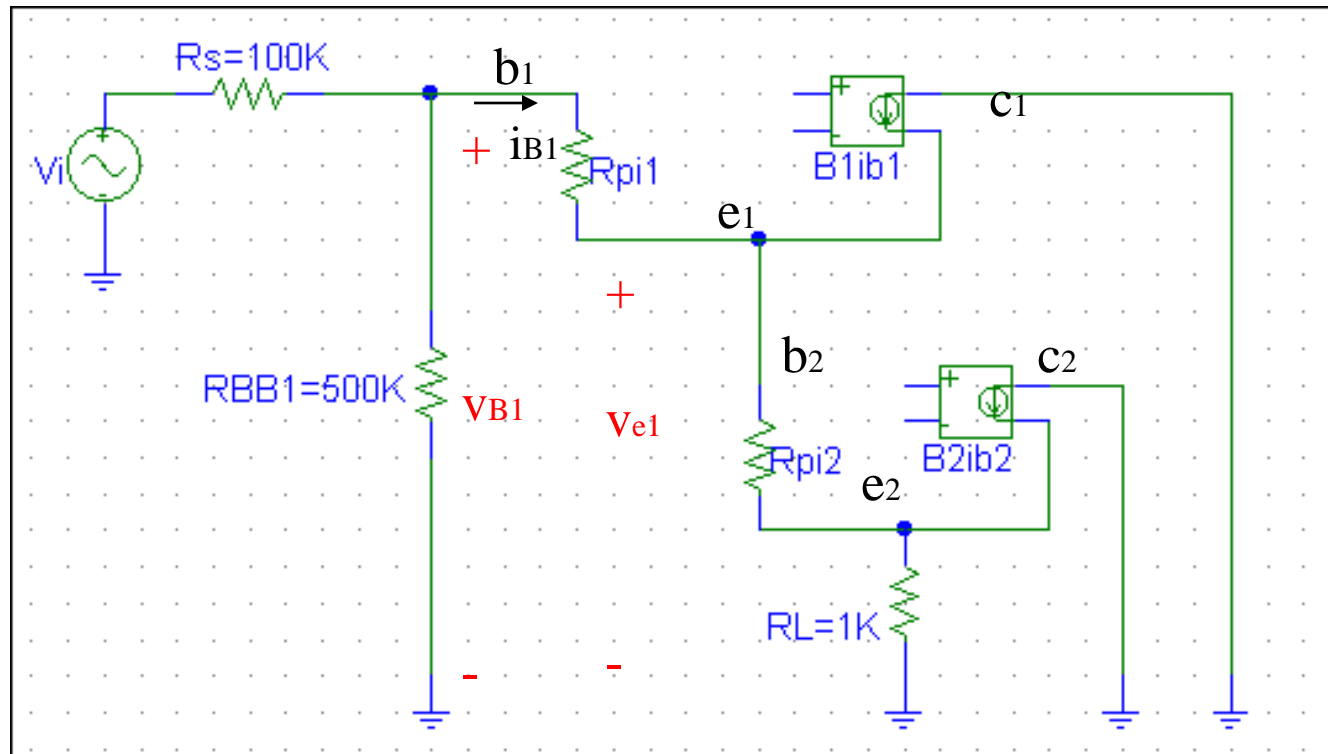 Rs=100K
b1
+
-
c1
iB1
B1ib1
Vi
+
-
+
Rpi1
e1
+
b2
c2
+
-
RBB1=500K
vB1
ve1
Rpi2
B2ib2
e2
RL=1K
-
-